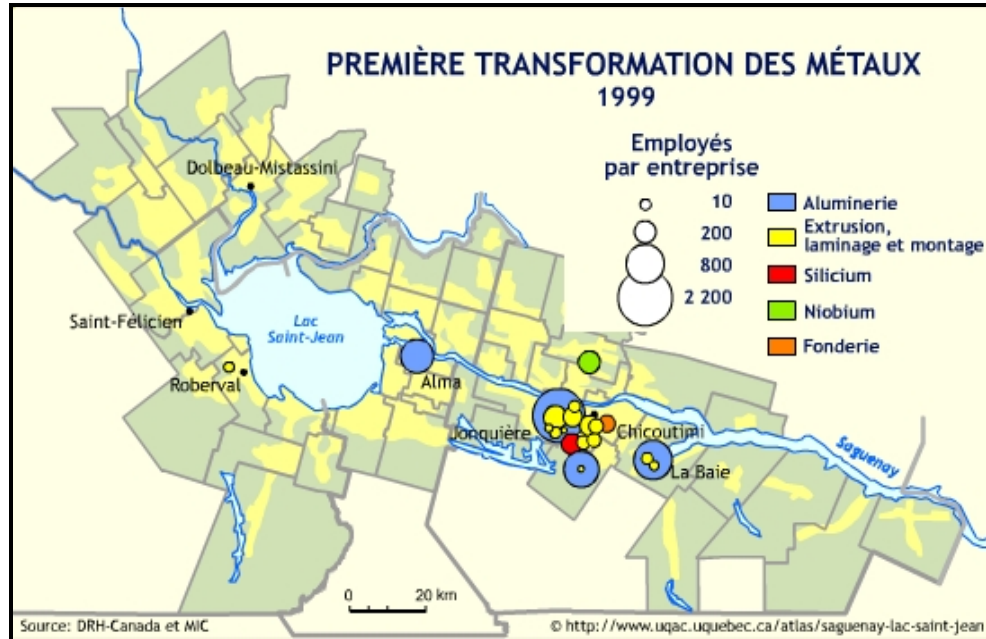 PREMIÈRE TRANSFORMATION DES MÉTAUX
1999
Employés
par entreprise
10
200
800
2 200
Aluminerie
Extrusion,
laminage et montage
Silicium
Niobium
Fonderie
Dolbeau-Mistassini
Saint-Félicien
Lac
Saint-Jean
Roberval
Alma
Jonquière
Chicoutimi
La Baie
Saguenay
0 20 km
Source: DRH-Canada et MIC
© http://www.uqac.uquebec.ca/atlas/saguenay-lac-saint-jean